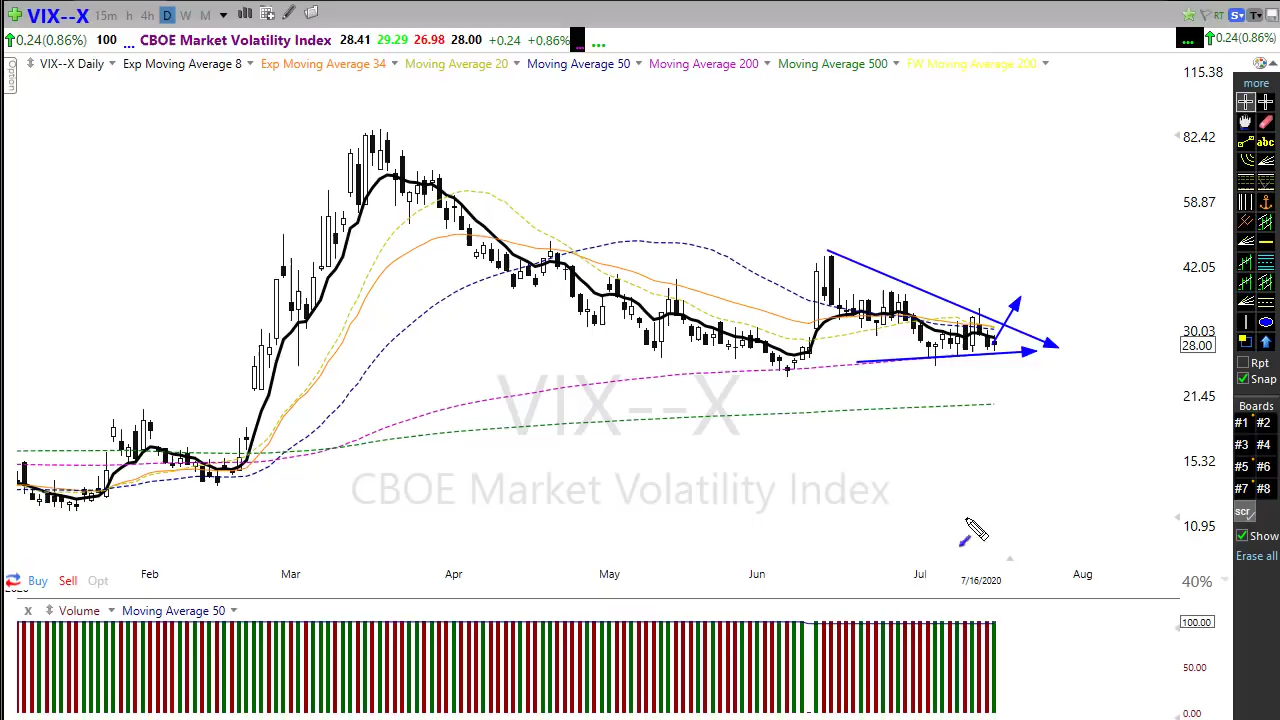 VIX--X 15m h 4h D W M RT S T
0.24(0.86%) 100 ... CBOE Market Volatility Index 28.41 29.29 26.98 28.00 +0.24 +0.86% ... ... 0.24(0.86%)
Option
VIX--X Daily Exp Moving Average 8 Exp Moving Average 34 Moving Average 20 Moving Average 50 Moving Average 200 Moving Average 500 FW Moving Average 200
115.38
82.42
58.87
42.05
30.03
28.00
21.45
15.32
10.95
VIX--X
CBOE Market Volatility Index
Feb Mar Apr May Jun Jul Aug
7/16/2020
Buy Sell Opt
40%
X Volume Moving Average 50
100.00
50.00
0.00
more
abc
Rpt
Snap
Boards
#1 #2
#3 #4
#5 #6
#7 #8
scr
Show
Erase all